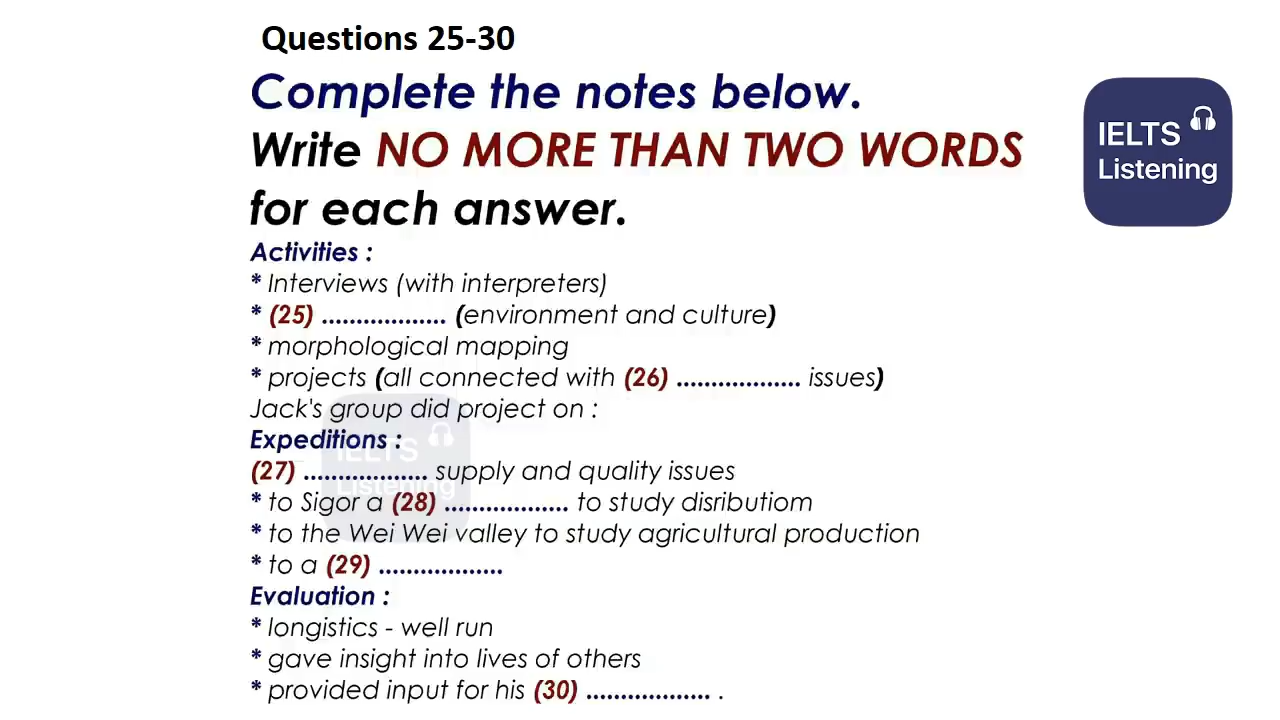 Questions 25-30
Complete the notes below.
Write NO MORE THAN TWO WORDS
for each answer.
IELTS
Listening
Activities :
* Interviews (with interpreters)
* (25) .................. (environment and culture)
* morphological mapping
* projects (all connected with (26) .................. issues)
Jack's group did project on :
Expeditions :
(27) .................. supply and quality issues
* to Sigor a (28) .................. to study disributiom
* to the Wei Wei valley to study agricultural production
* to a (29) ..................
Evaluation :
* longistics - well run
* gave insight into lives of others
* provided input for his (30) .................. .
IELTS
Listening